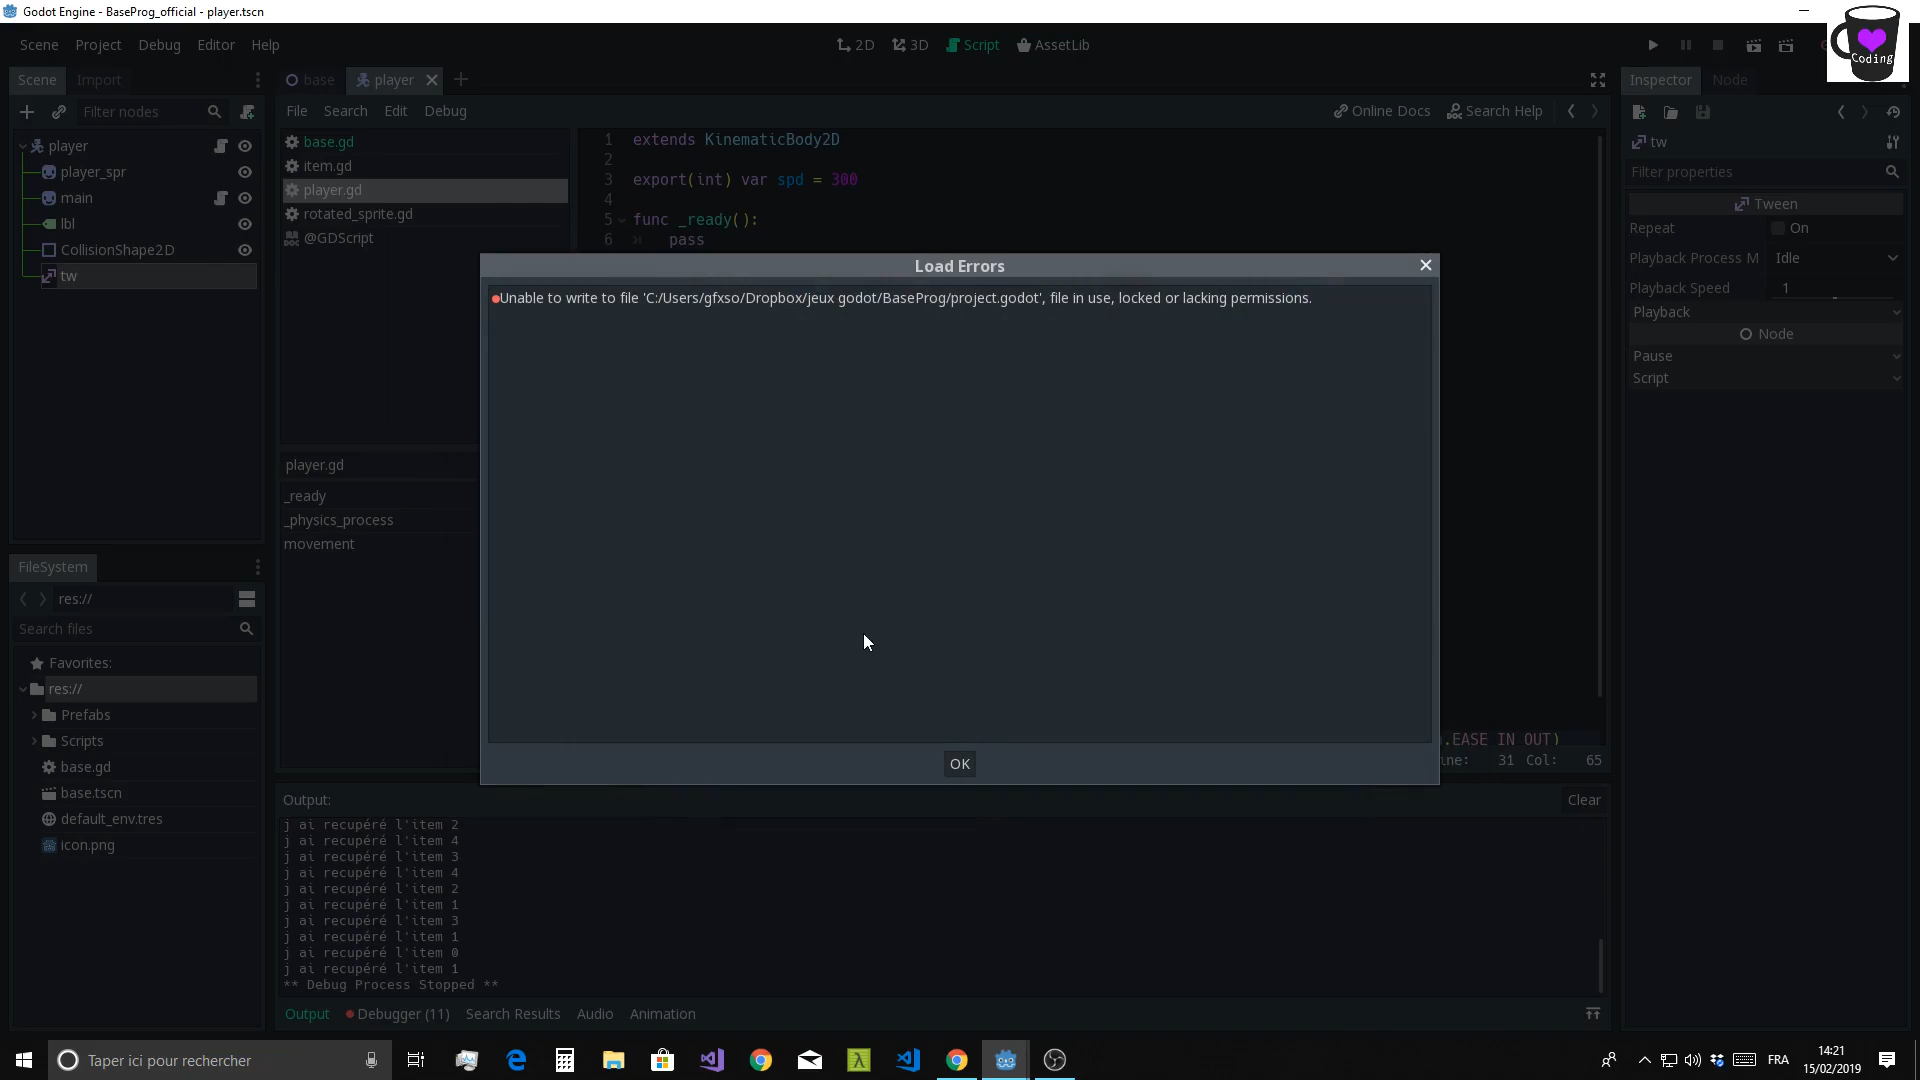 Godot Engine - BaseProg_official - player.tscn
Scene Project Debug Editor Help
2D 3D Script AssetLib
Coding
Scene Import
base player
Inspector Node
Filter nodes
File Search Edit Debug
Online Docs Search Help
player
player_spr
main
lbl
CollisionShape2D
tw
base.gd
item.gd
player.gd
rotated_sprite.gd
@GDScript
1 extends KinematicBody2D
2
3 export(int) var spd = 300
4
5 func _ready():
6 pass
tw
Filter properties
Tween
Repeat On
Playback Process M Idle
Playback Speed 1
Playback
Node
Pause
Script
Load Errors
Unable to write to file 'C:/Users/gfxso/Dropbox/jeux godot/BaseProg/project.godot', file in use, locked or lacking permissions.
OK
player.gd
_ready
_physics_process
movement
.EASE_IN_OUT)
31 Col: 65
FileSystem
res://
Search files
Favorites:
res://
Prefabs
Scripts
base.gd
base.tscn
default_env.tres
icon.png
Output: Clear
j ai recupéré l'item 2
j ai recupéré l'item 4
j ai recupéré l'item 3
j ai recupéré l'item 4
j ai recupéré l'item 2
j ai recupéré l'item 1
j ai recupéré l'item 3
j ai recupéré l'item 1
j ai recupéré l'item 0
j ai recupéré l'item 1
** Debug Process Stopped **
Output Debugger (11) Search Results Audio Animation
Taper ici pour rechercher
FRA
14:21
15/02/2019